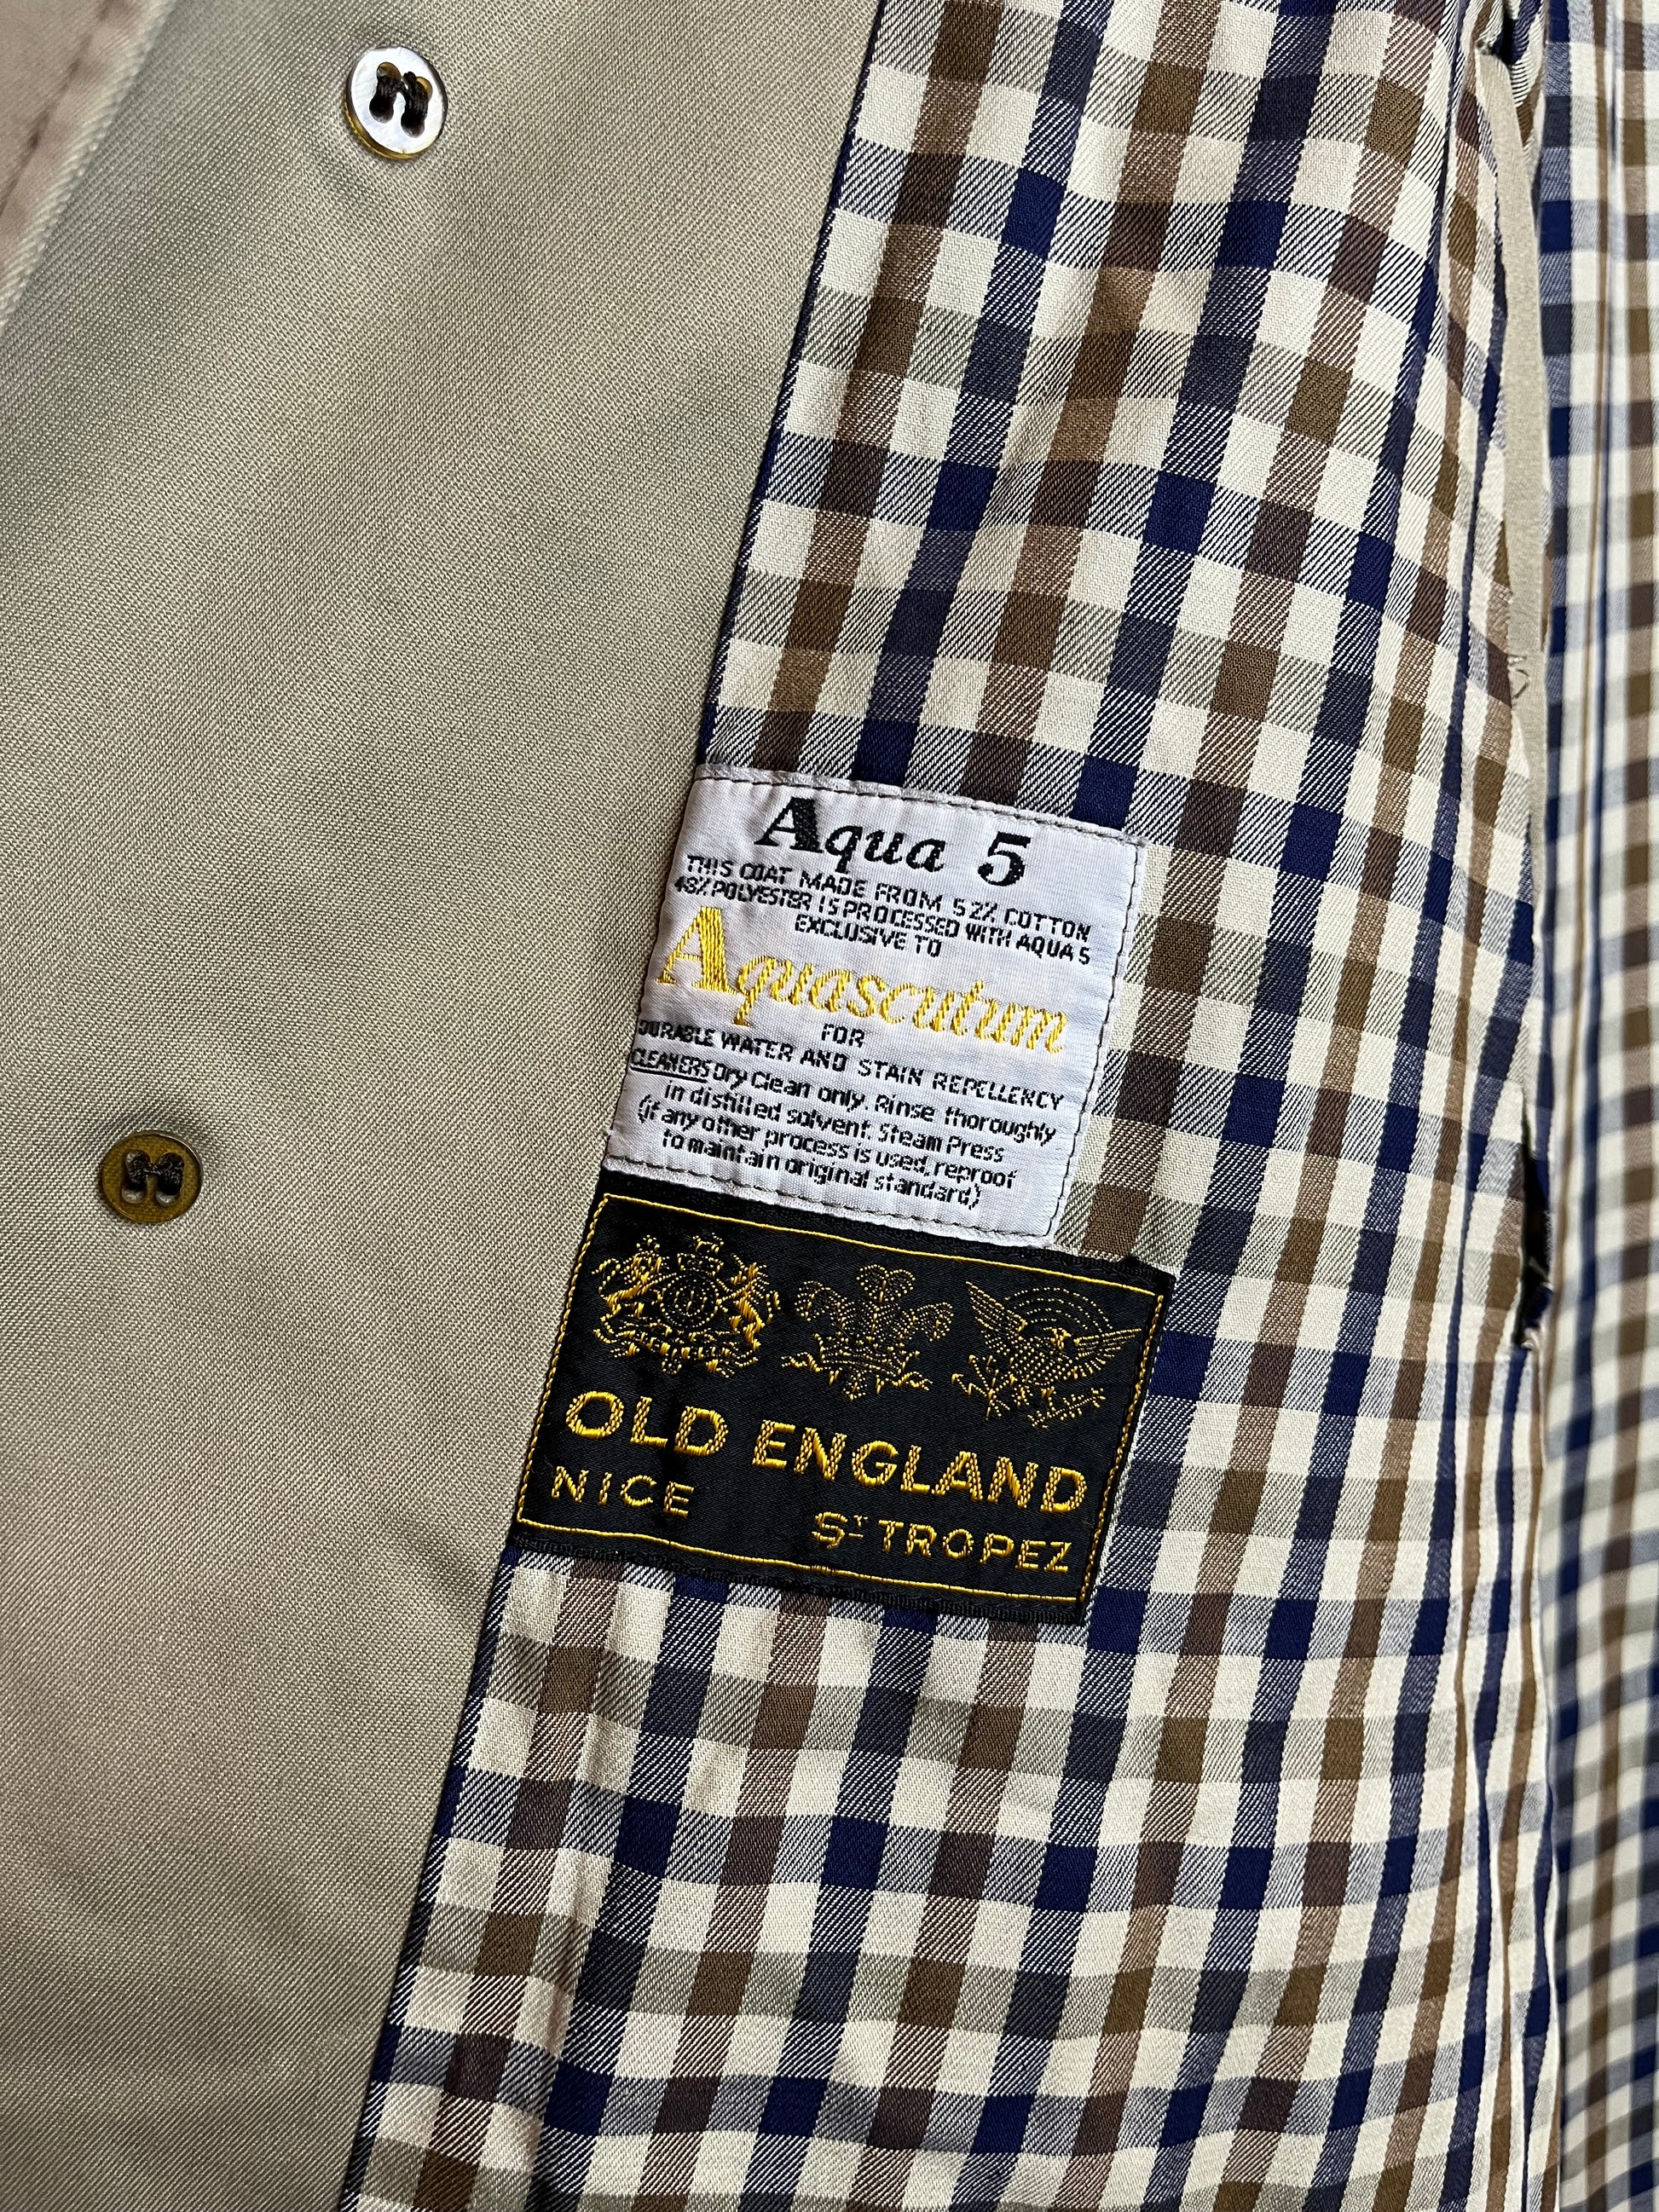 Aqua 5
THIS COAT MADE FROM 52% COTTON
48% POLYESTER IS PROCESSED WITH AQUA 5
EXCLUSIVE TO
Aquascutum
FOR
DURABLE WATER AND STAIN REPELLENCY
CLEANERS Dry Clean only. Rinse thoroughly
in distilled solvent. Steam Press
(if any other process is used, reproof
to maintain original standard)
OLD ENGLAND
NICE ST TROPEZ